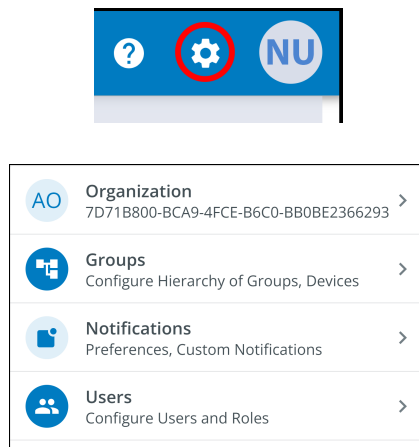 ?
NU
AO
Organization
7D71B800-BCA9-4FCE-B6C0-BB0BE2366293
Groups
Configure Hierarchy of Groups, Devices
Notifications
Preferences, Custom Notifications
Users
Configure Users and Roles